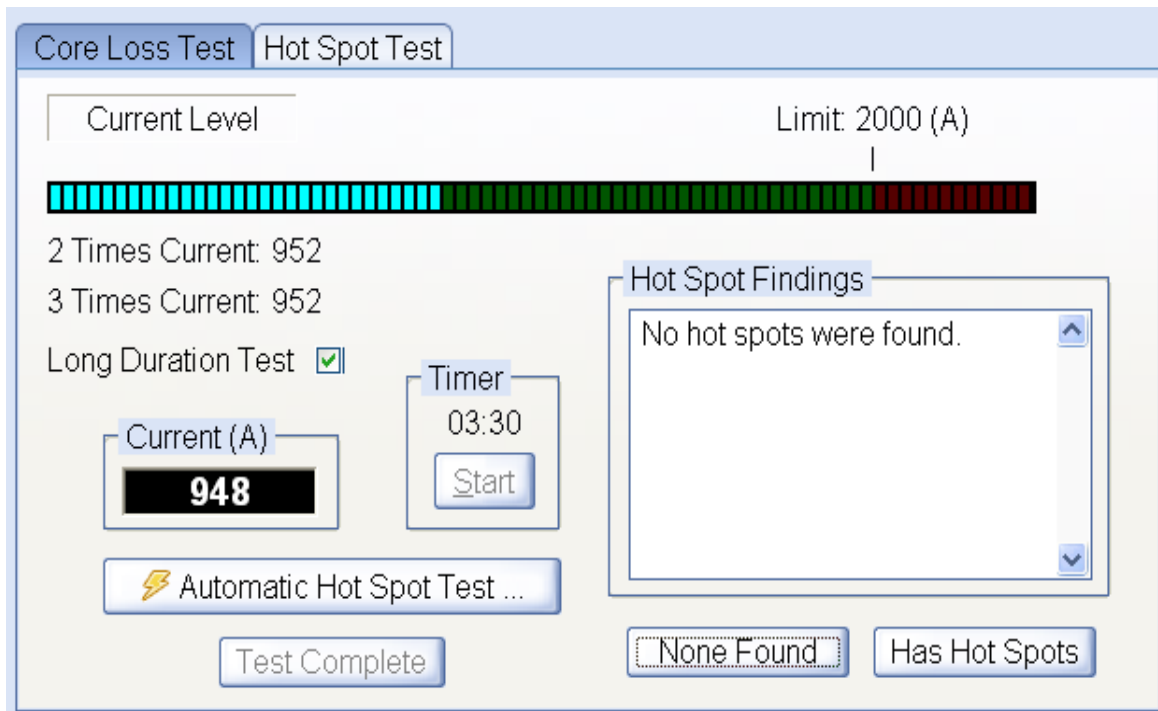 Core Loss Test
Hot Spot Test
Current Level
Limit: 2000 (A)
2 Times Current: 952
3 Times Current: 952
Long Duration Test
Current (A)
948
Timer
03:30
Start
Hot Spot Findings
No hot spots were found.
Automatic Hot Spot Test ...
Test Complete
None Found
Has Hot Spots